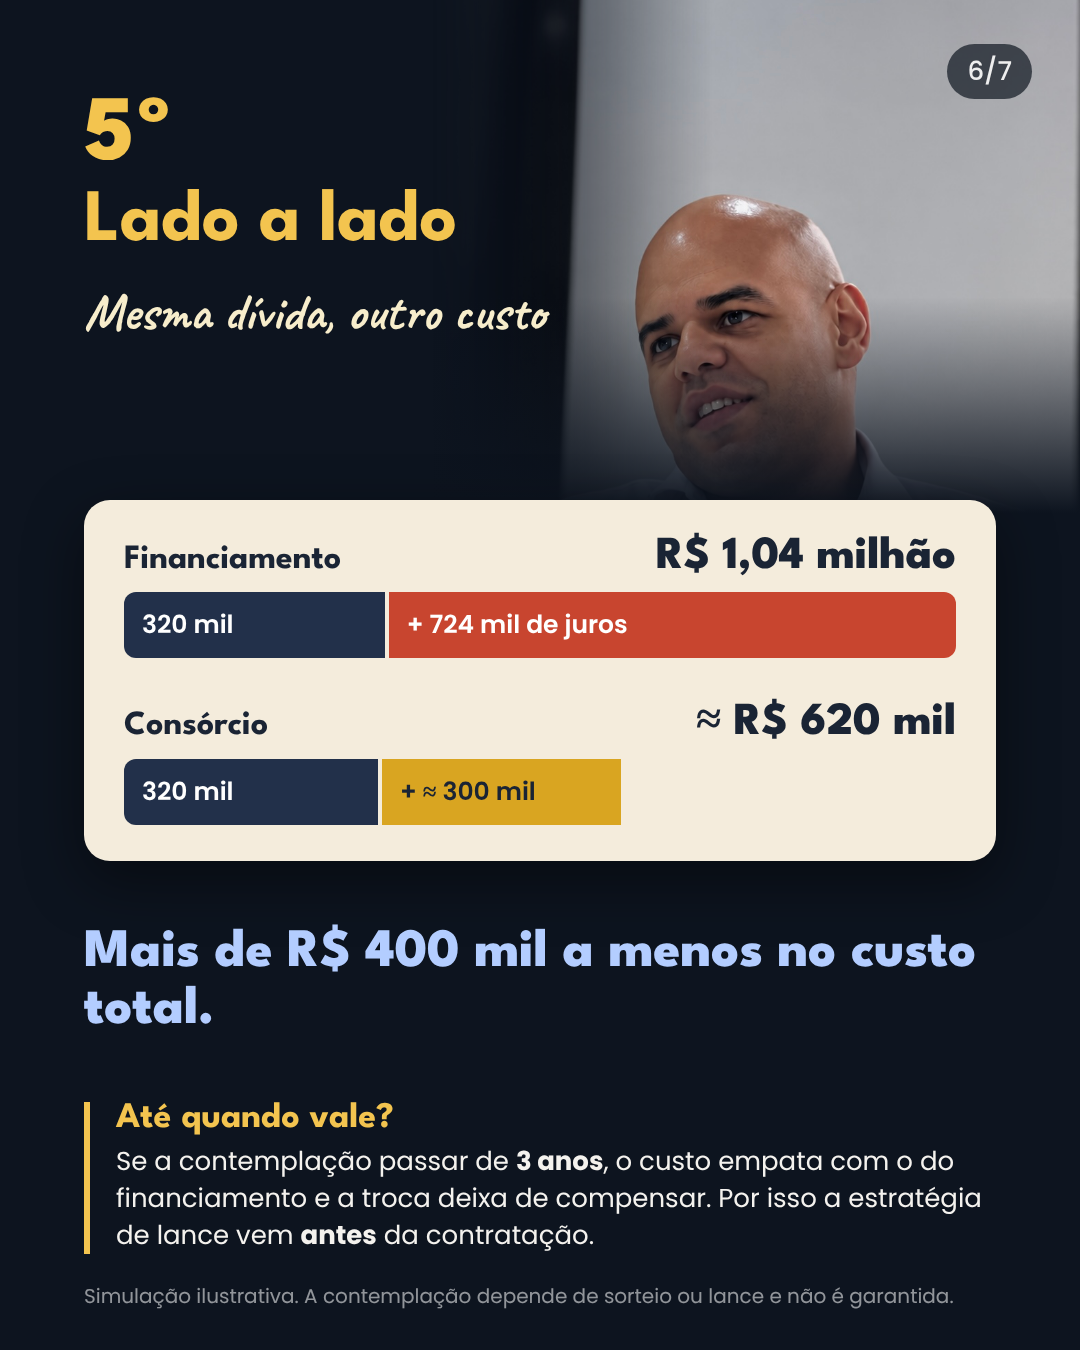 6/7
5º
Lado a lado
Mesma dívida, outro custo
Financiamento R$ 1,04 milhão
320 mil + 724 mil de juros
Consórcio ≈ R$ 620 mil
320 mil + ≈ 300 mil
Mais de R$ 400 mil a menos no custo
total.
Até quando vale?
Se a contemplação passar de 3 anos, o custo empata com o do
financiamento e a troca deixa de compensar. Por isso a estratégia
de lance vem antes da contratação.
Simulação ilustrativa. A contemplação depende de sorteio ou lance e não é garantida.